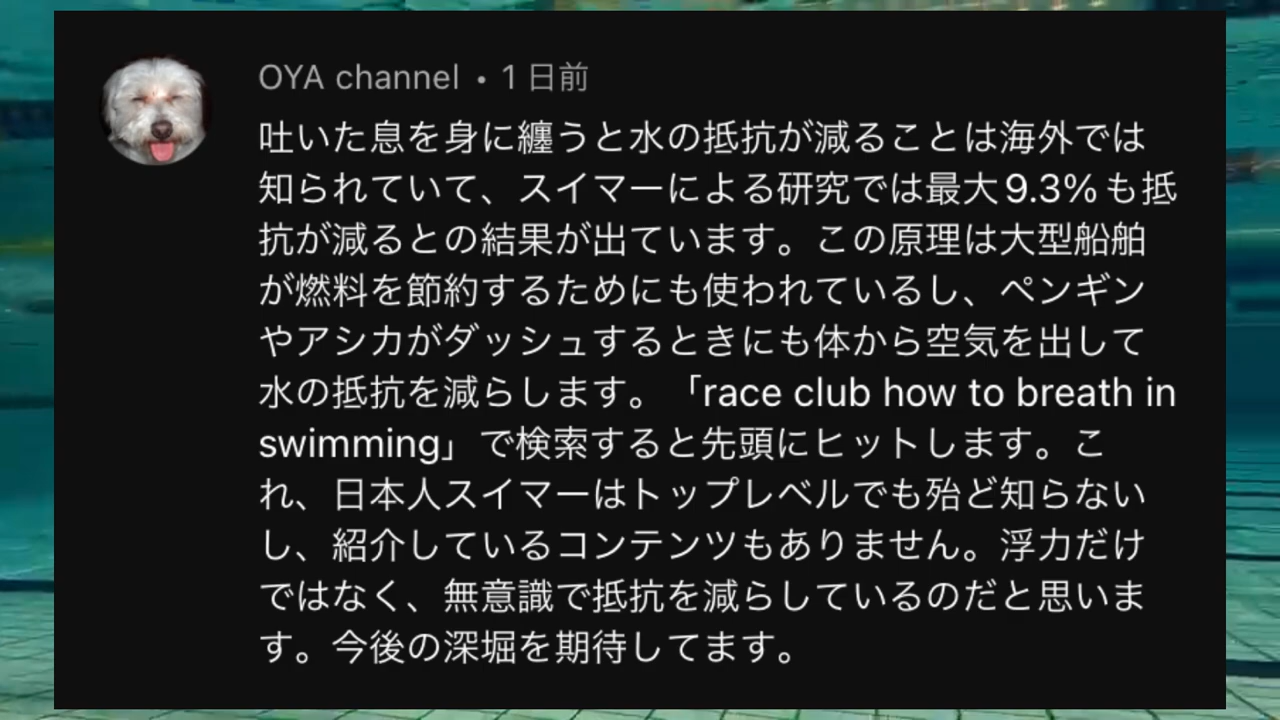 OYA channel • 1 日前
吐いた息を身に纏うと水の抵抗が減ることは海外では
知られていて、スイマーによる研究では最大9.3%も抵
抗が減るとの結果が出ています。この原理は大型船舶
が燃料を節約するためにも使われているし、ペンギン
やアシカがダッシュするときにも体から空気を出して
水の抵抗を減らします。「race club how to breath in
swimming」で検索すると先頭にヒットします。こ
れ、日本人スイマーはトップレベルでも殆ど知らない
し、紹介しているコンテンツもありません。浮力だけ
ではなく、無意識で抵抗を減らしているのだと思いま
す。今後の深堀を期待してます。